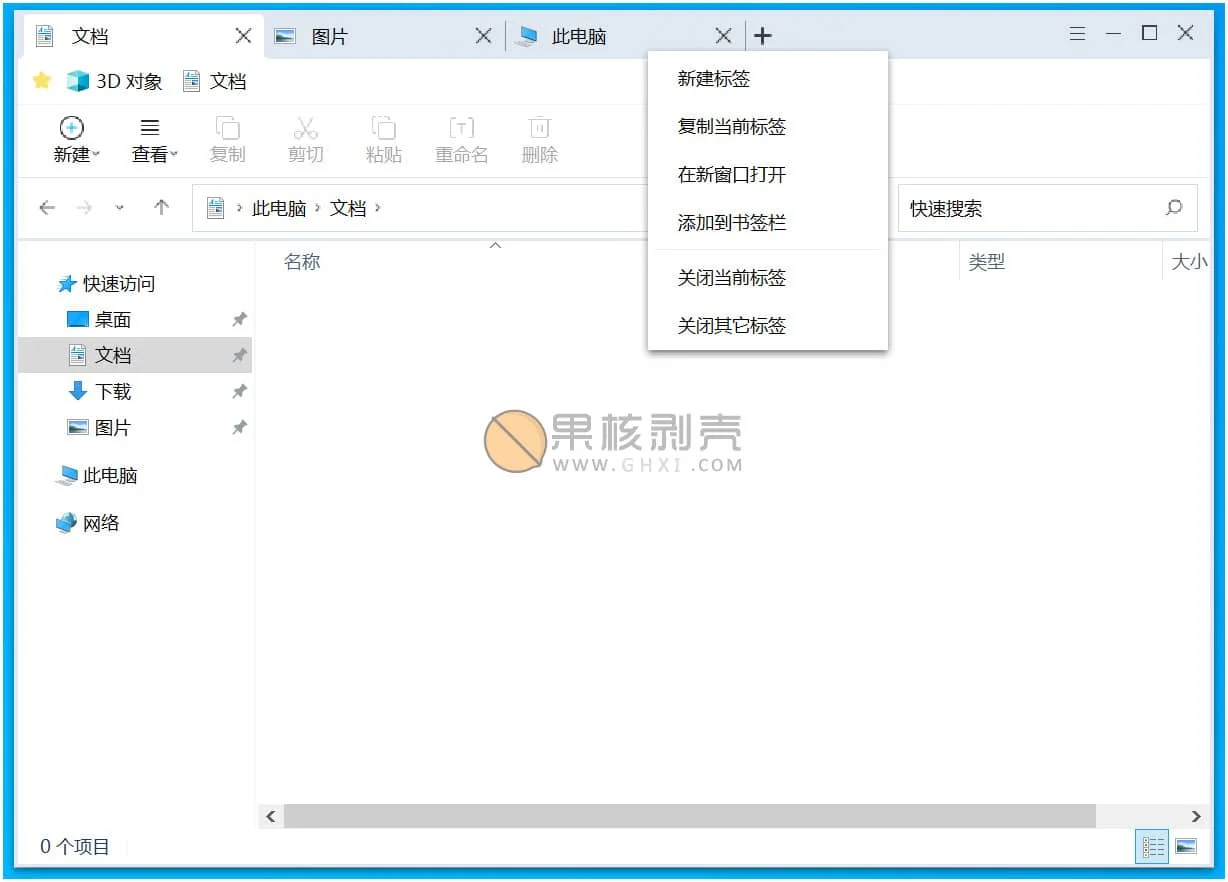 文档
图片
此电脑
3D 对象
文档
新建
查看
复制
剪切
粘贴
重命名
删除
此电脑 › 文档 ›
快速搜索
新建标签
复制当前标签
在新窗口打开
添加到书签栏
关闭当前标签
关闭其它标签
名称
类型
大小
快速访问
桌面
文档
下载
图片
此电脑
网络
果核剥壳
WWW.GHXI.COM
0 个项目